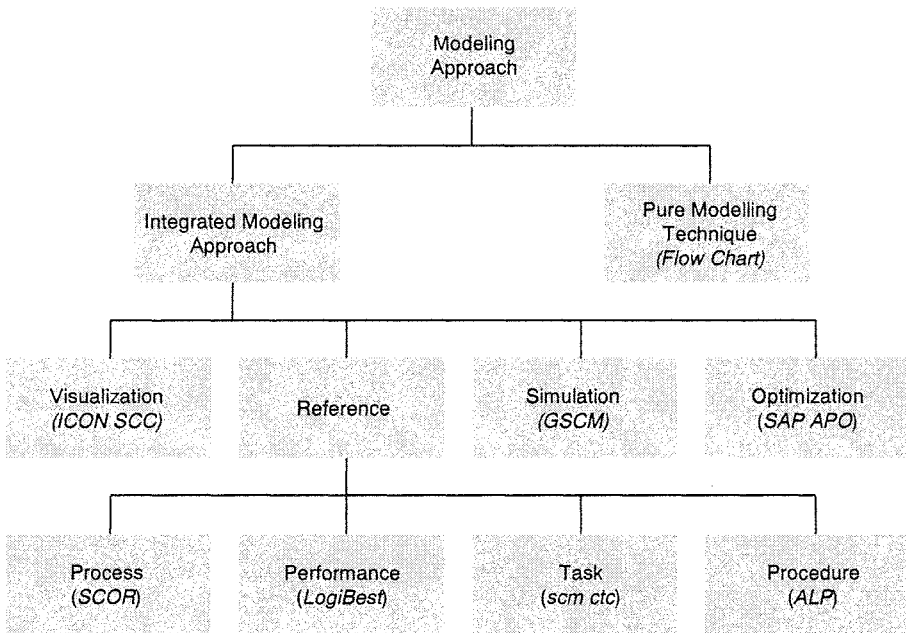 Modeling
Approach
Integrated Modeling
Approach
Pure Modelling
Technique
(Flow Chart)
Visualization
(ICON SCC)
Reference
Simulation
(GSCM)
Optimization
(SAP APO)
Process
(SCOR)
Performance
(LogiBest)
Task
(scm ctc)
Procedure
(ALP)